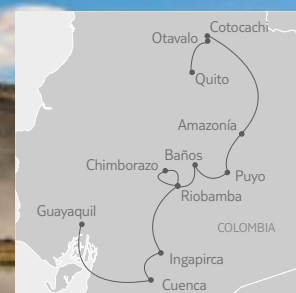 Cotocachi
Otavalo
Quito
Amazonía
Baños
Chimborazo
Puyo
Riobamba
Guayaquil
COLOMBIA
Ingapirca
Cuenca